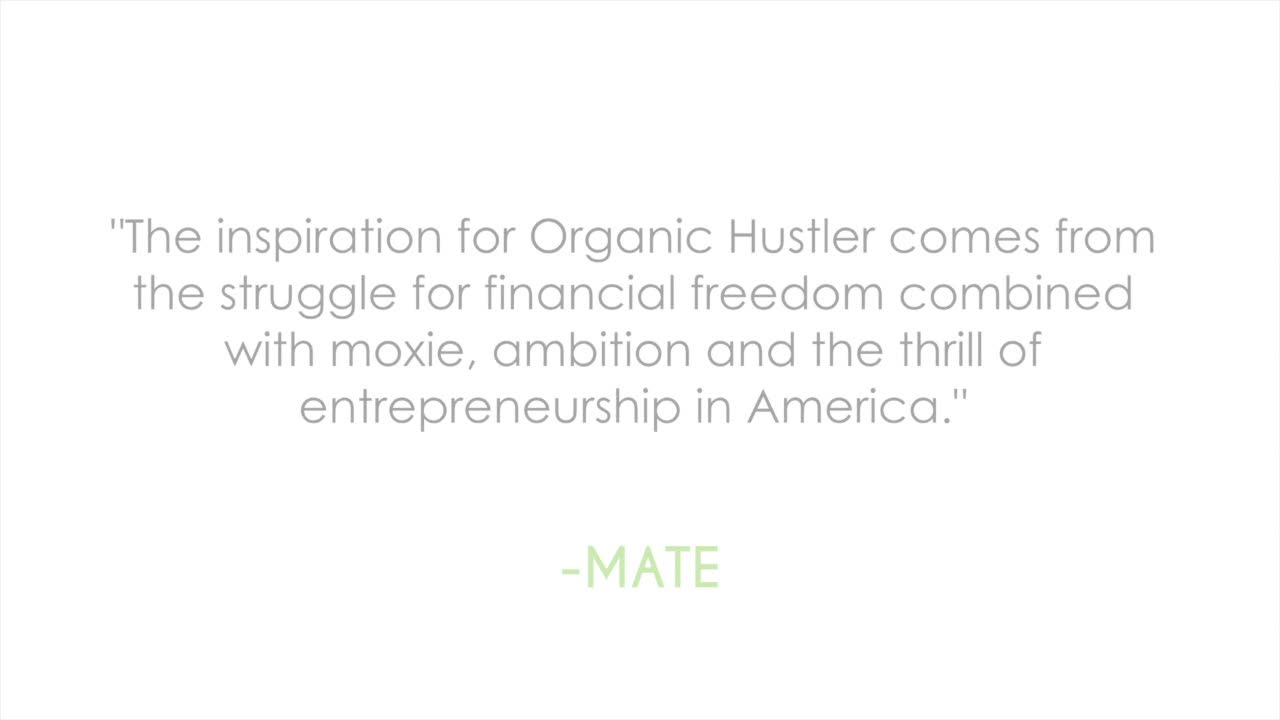 "The inspiration for Organic Hustler comes from
the struggle for financial freedom combined
with moxie, ambition and the thrill of
entrepreneurship in America."
-MATE